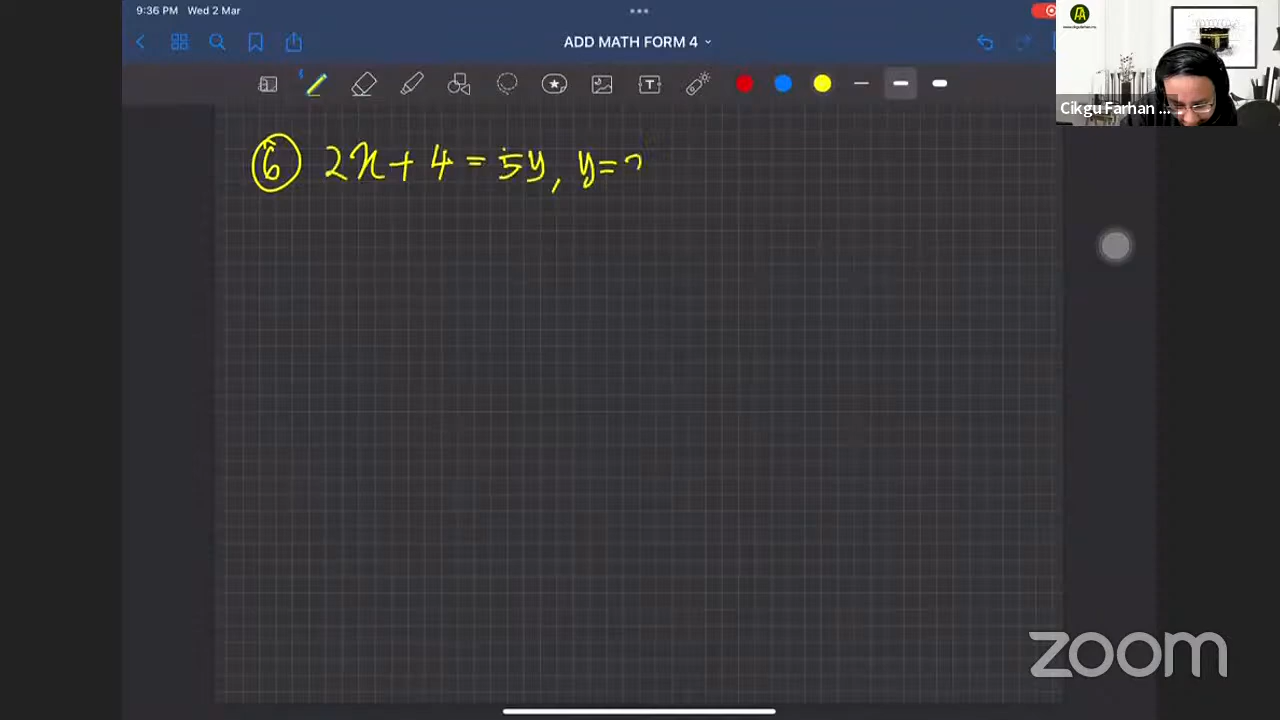 9:36 PM Wed 2 Mar
ADD MATH FORM 4
Cikgu Farhan ...
⑥ 2x + 4 = 5y, y =
zoom